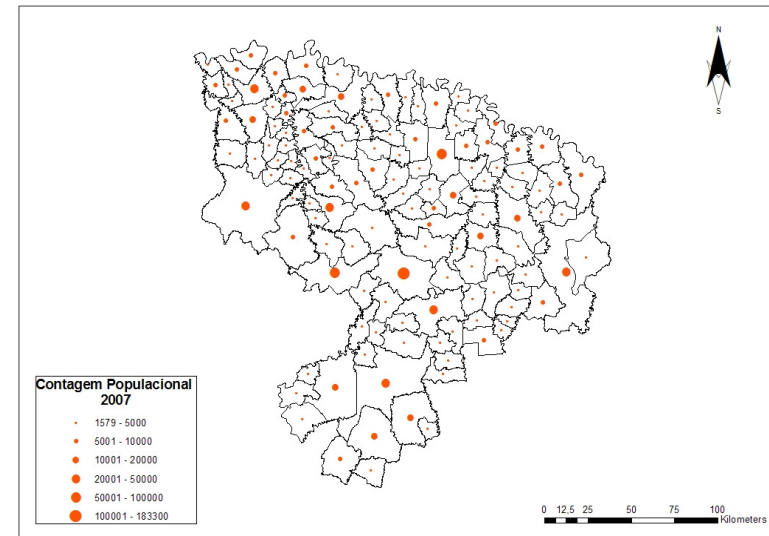 N
S
Contagem Populacional
2007
1579 - 5000
5001 - 10000
10001 - 20000
20001 - 50000
50001 - 100000
100001 - 183300
0 12,5 25 50 75 100
Kilometers